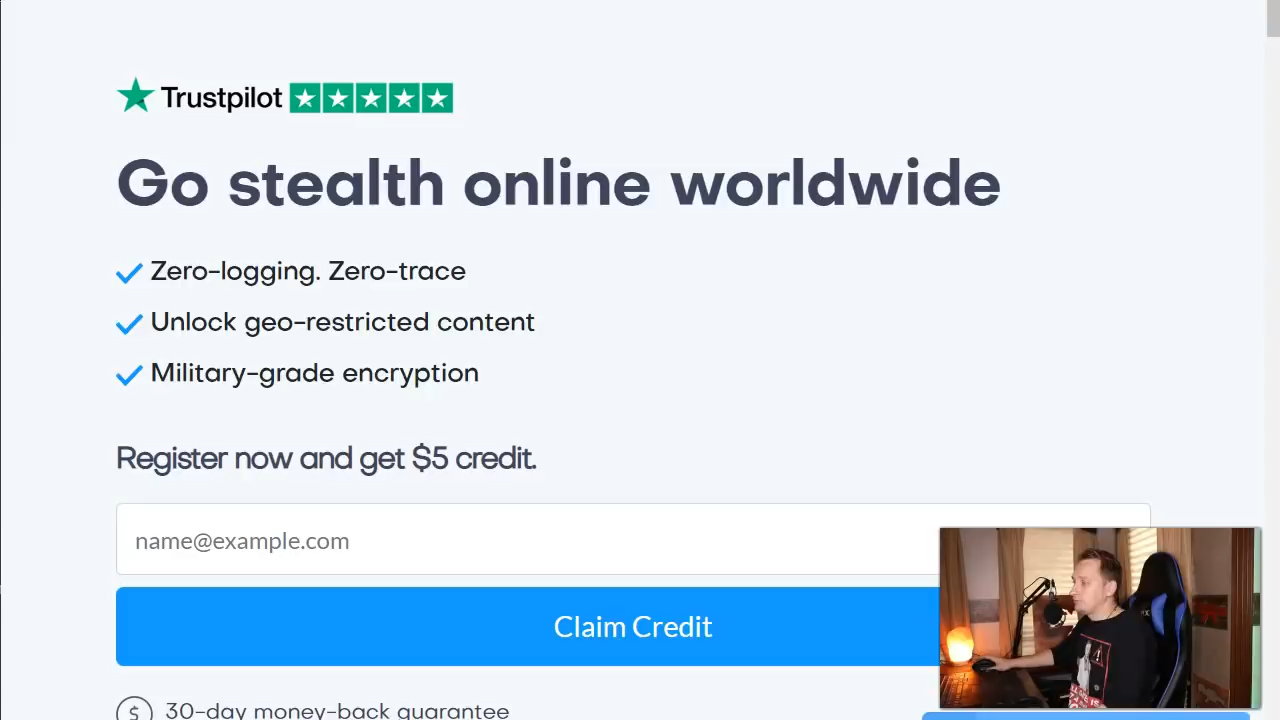 Trustpilot
Go stealth online worldwide
Zero-logging. Zero-trace
Unlock geo-restricted content
Military-grade encryption
Register now and get $5 credit.
name@example.com
Claim Credit
$ 30-day money-back guarantee